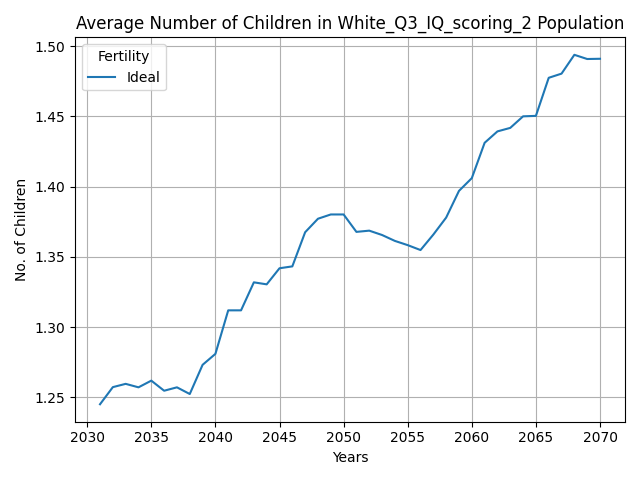 Average Number of Children in White_Q3_IQ_scoring_2 Population
Fertility
Ideal
No. of Children
1.50
1.45
1.40
1.35
1.30
1.25
2030 2035 2040 2045 2050 2055 2060 2065 2070
Years